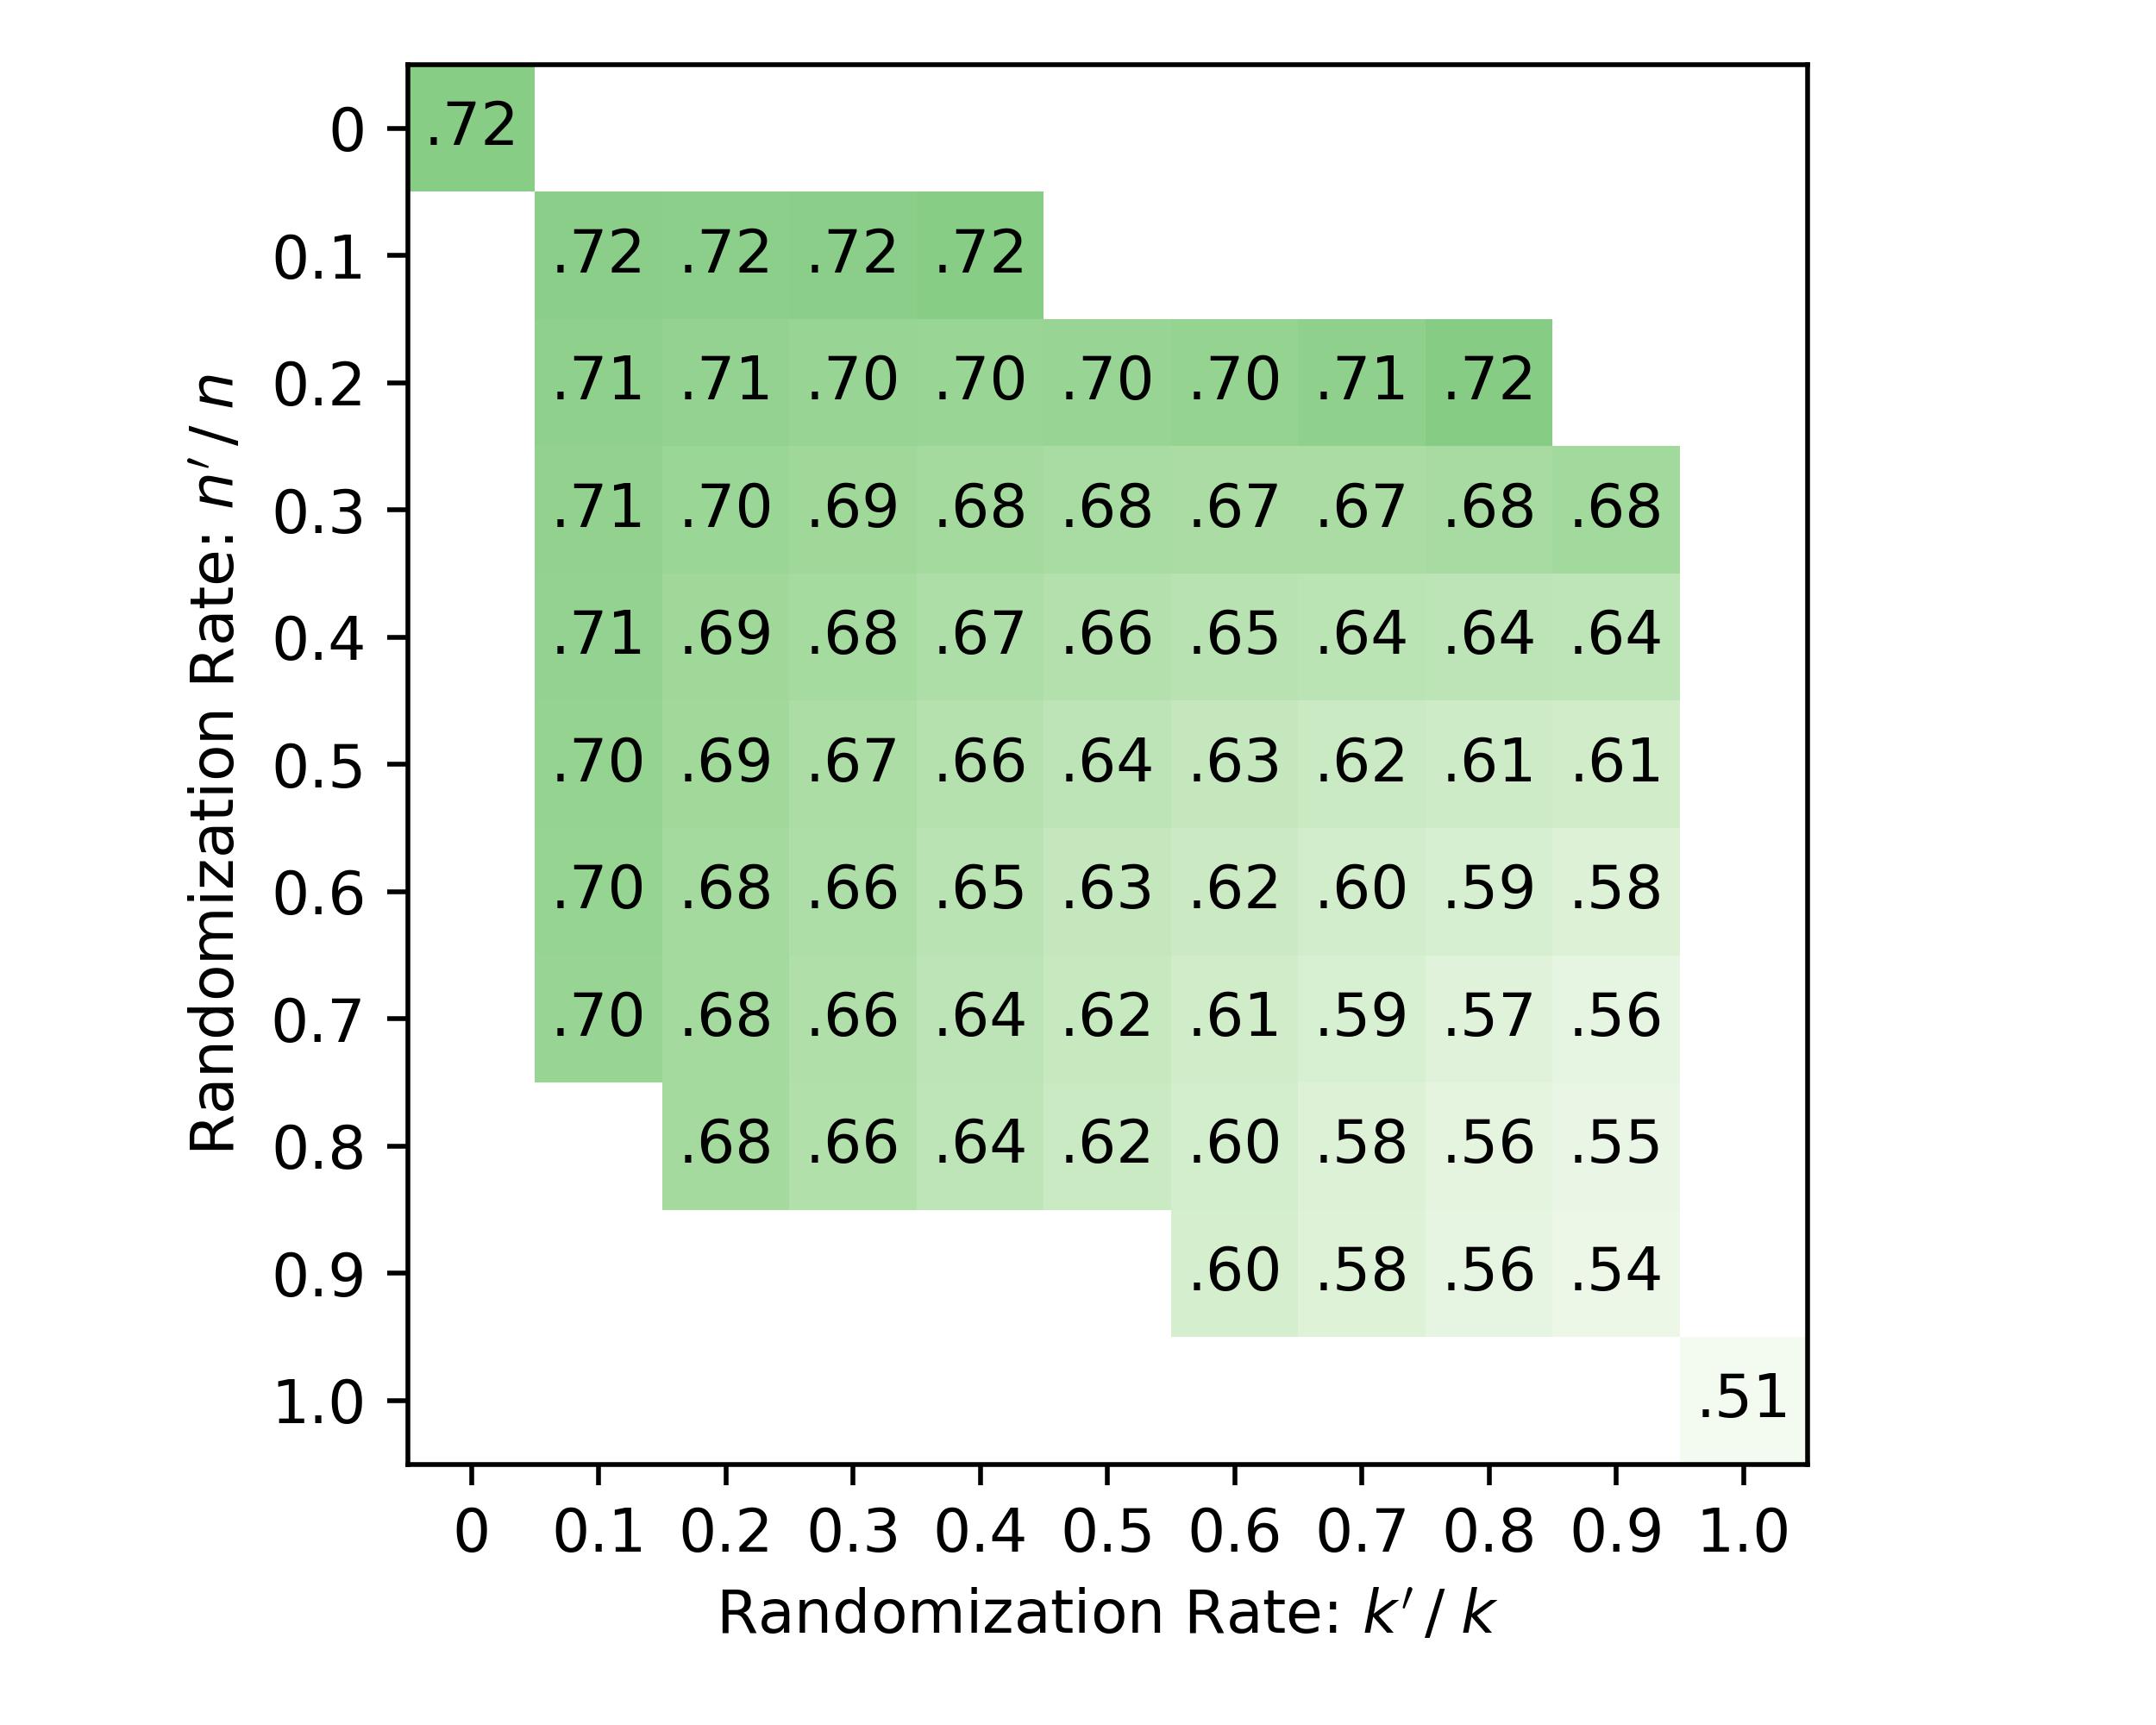 0 .72
0.1 .72 .72 .72 .72
0.2 .71 .71 .70 .70 .70 .70 .71 .72
0.3 .71 .70 .69 .68 .68 .67 .67 .68 .68
0.4 .71 .69 .68 .67 .66 .65 .64 .64 .64
0.5 .70 .69 .67 .66 .64 .63 .62 .61 .61
0.6 .70 .68 .66 .65 .63 .62 .60 .59 .58
0.7 .70 .68 .66 .64 .62 .61 .59 .57 .56
0.8 .68 .66 .64 .62 .60 .58 .56 .55
0.9 .60 .58 .56 .54
1.0 .51
0 0.1 0.2 0.3 0.4 0.5 0.6 0.7 0.8 0.9 1.0
Randomization Rate: k′/ k
Randomization Rate: n′/ n